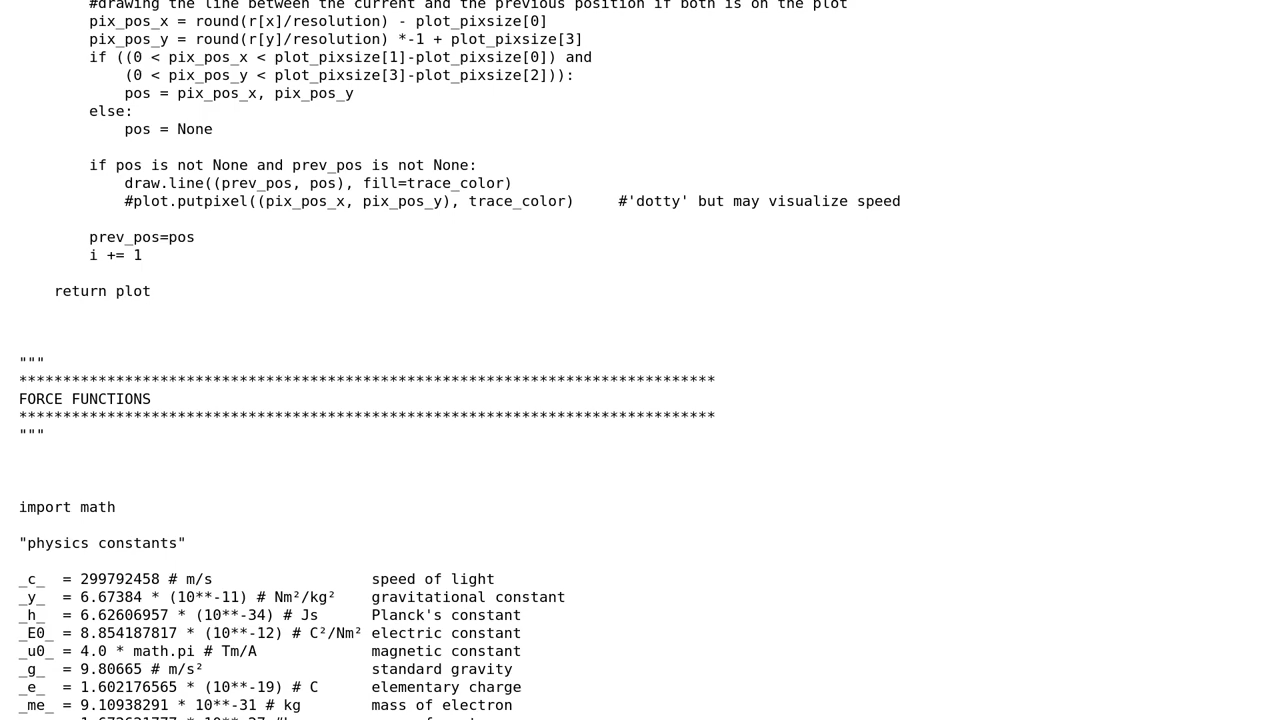 #drawing the line between the current and the previous position if both is on the plot
        pix_pos_x = round(r[x]/resolution) - plot_pixsize[0]
        pix_pos_y = round(r[y]/resolution) *-1 + plot_pixsize[3]
        if ((0 < pix_pos_x < plot_pixsize[1]-plot_pixsize[0]) and
            (0 < pix_pos_y < plot_pixsize[3]-plot_pixsize[2])):
            pos = pix_pos_x, pix_pos_y
        else:
            pos = None

        if pos is not None and prev_pos is not None:
            draw.line((prev_pos, pos), fill=trace_color)
            #plot.putpixel((pix_pos_x, pix_pos_y), trace_color)     #'dotty' but may visualize speed

        prev_pos=pos
        i += 1

    return plot



"""
*******************************************************************************
FORCE FUNCTIONS
*******************************************************************************
"""



import math

"physics constants"

_c_  = 299792458 # m/s                  speed of light
_y_  = 6.67384 * (10**-11) # Nm²/kg²    gravitational constant
_h_  = 6.62606957 * (10**-34) # Js      Planck's constant
_E0_ = 8.854187817 * (10**-12) # C²/Nm² electric constant
_u0_ = 4.0 * math.pi # Tm/A             magnetic constant
_g_  = 9.80665 # m/s²                   standard gravity
_e_  = 1.602176565 * (10**-19) # C      elementary charge
_me_ = 9.10938291 * 10**-31 # kg        mass of electron